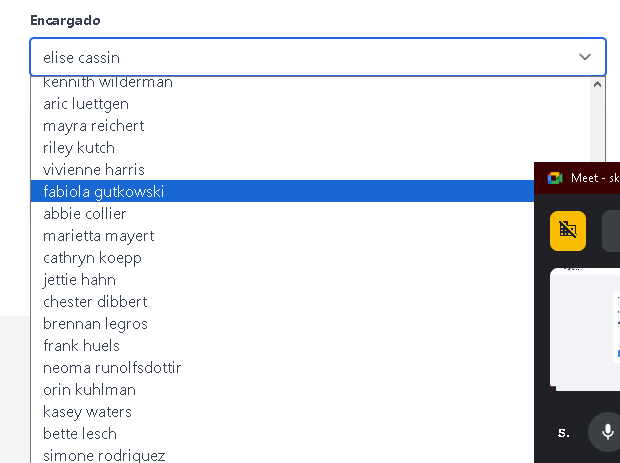 Encargado
elise cassin
kennith wilderman
aric luettgen
mayra reichert
riley kutch
vivienne harris
fabiola gutkowski
abbie collier
marietta mayert
cathryn koepp
jettie hahn
chester dibbert
brennan legros
frank huels
neoma runolfsdottir
orin kuhlman
kasey waters
bette lesch
simone rodriguez
Meet - sk
s.